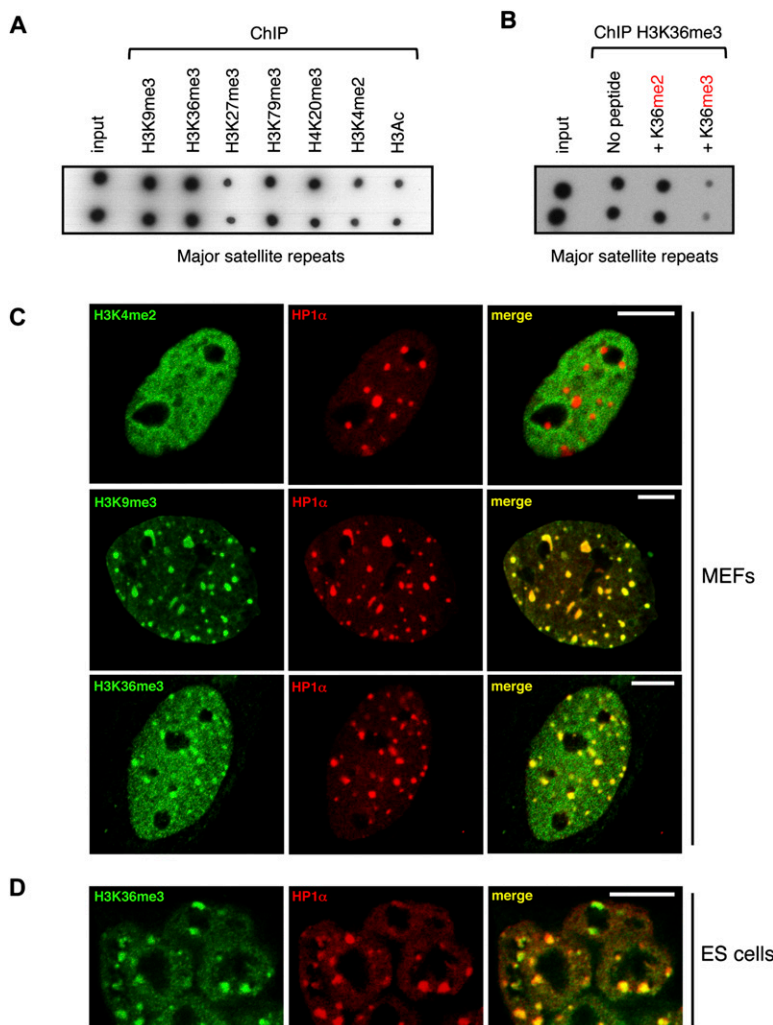 A
ChIP
input
H3K9me3
H3K36me3
H3K27me3
H3K79me3
H4K20me3
H3K4me2
H3Ac
Major satellite repeats
B
ChIP H3K36me3
input
No peptide
+ K36me2
+ K36me3
Major satellite repeats
C
H3K4me2
HP1α
merge
H3K9me3
HP1α
merge
H3K36me3
HP1α
merge
MEFs
D
H3K36me3
HP1α
merge
ES cells